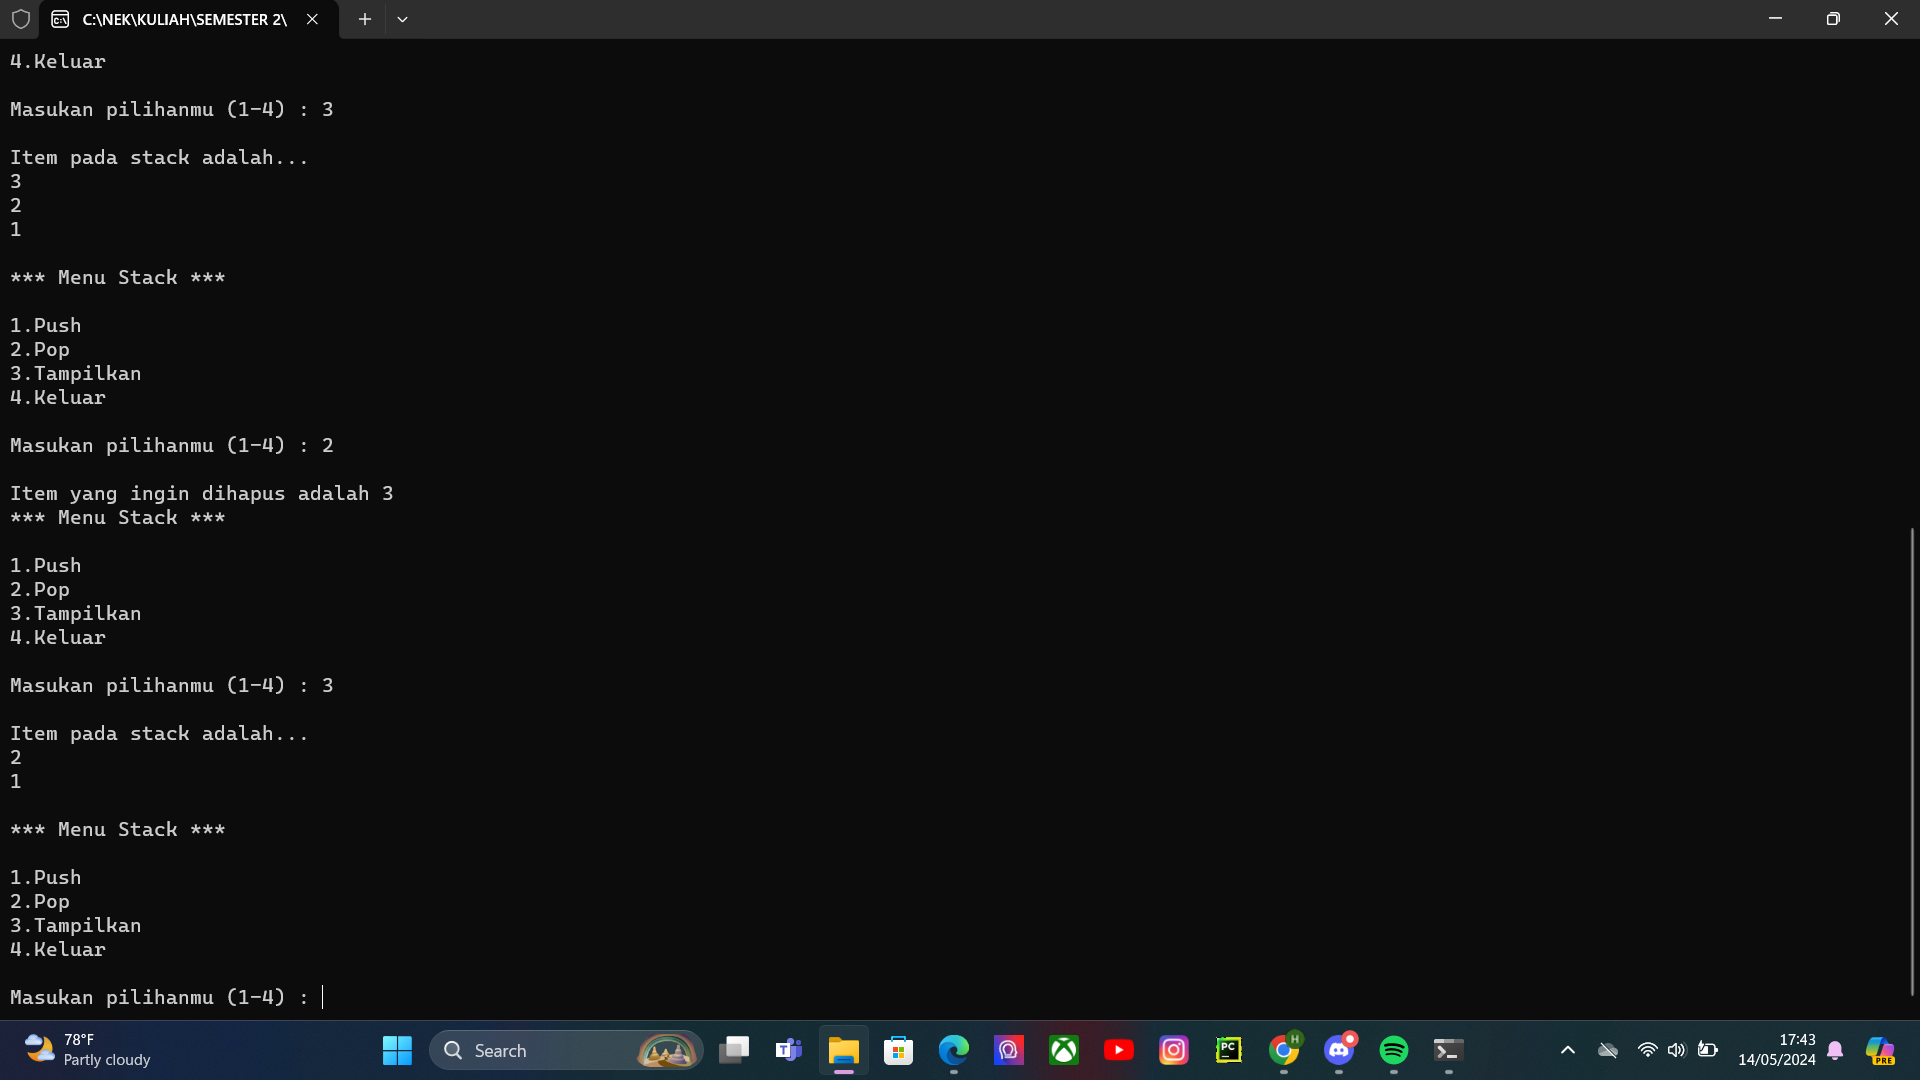 C:\NEK\KULIAH\SEMESTER 2\
4.Keluar
Masukan pilihanmu (1-4) : 3
Item pada stack adalah...
3
2
1
*** Menu Stack ***
1.Push
2.Pop
3.Tampilkan
4.Keluar
Masukan pilihanmu (1-4) : 2
Item yang ingin dihapus adalah 3
*** Menu Stack ***
1.Push
2.Pop
3.Tampilkan
4.Keluar
Masukan pilihanmu (1-4) : 3
Item pada stack adalah...
2
1
*** Menu Stack ***
1.Push
2.Pop
3.Tampilkan
4.Keluar
Masukan pilihanmu (1-4) :
78°F
Partly cloudy
Search
PC
H
17:43
14/05/2024
PRE